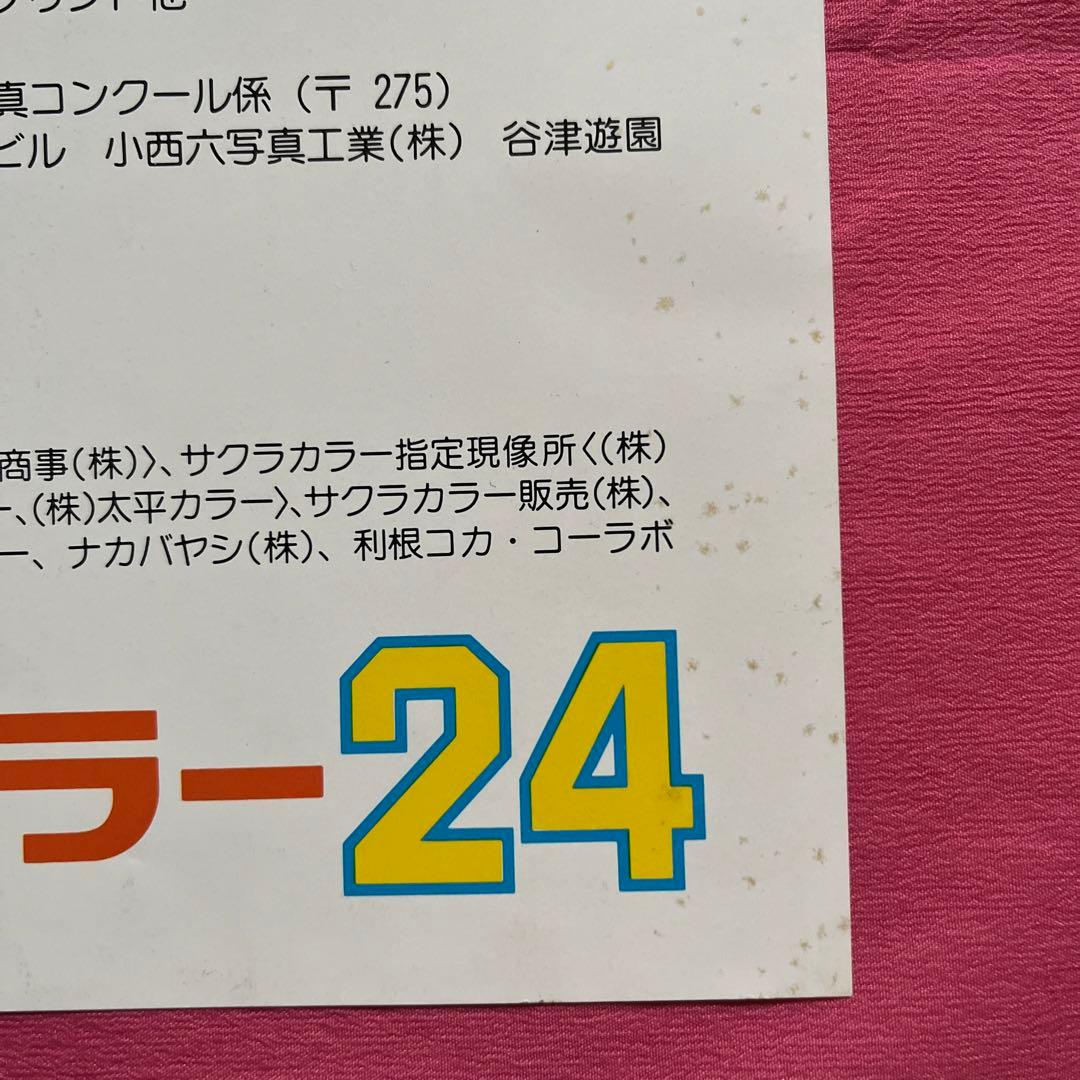 真コンクール係（〒 275）
ビル　小西六写真工業(株)　谷津遊園
商事(株)〉、サクラカラー指定現像所〈(株)
ー、(株)太平カラー〉、サクラカラー販売(株)、
ー、ナカバヤシ(株)、利根コカ・コーラボ
ラー24